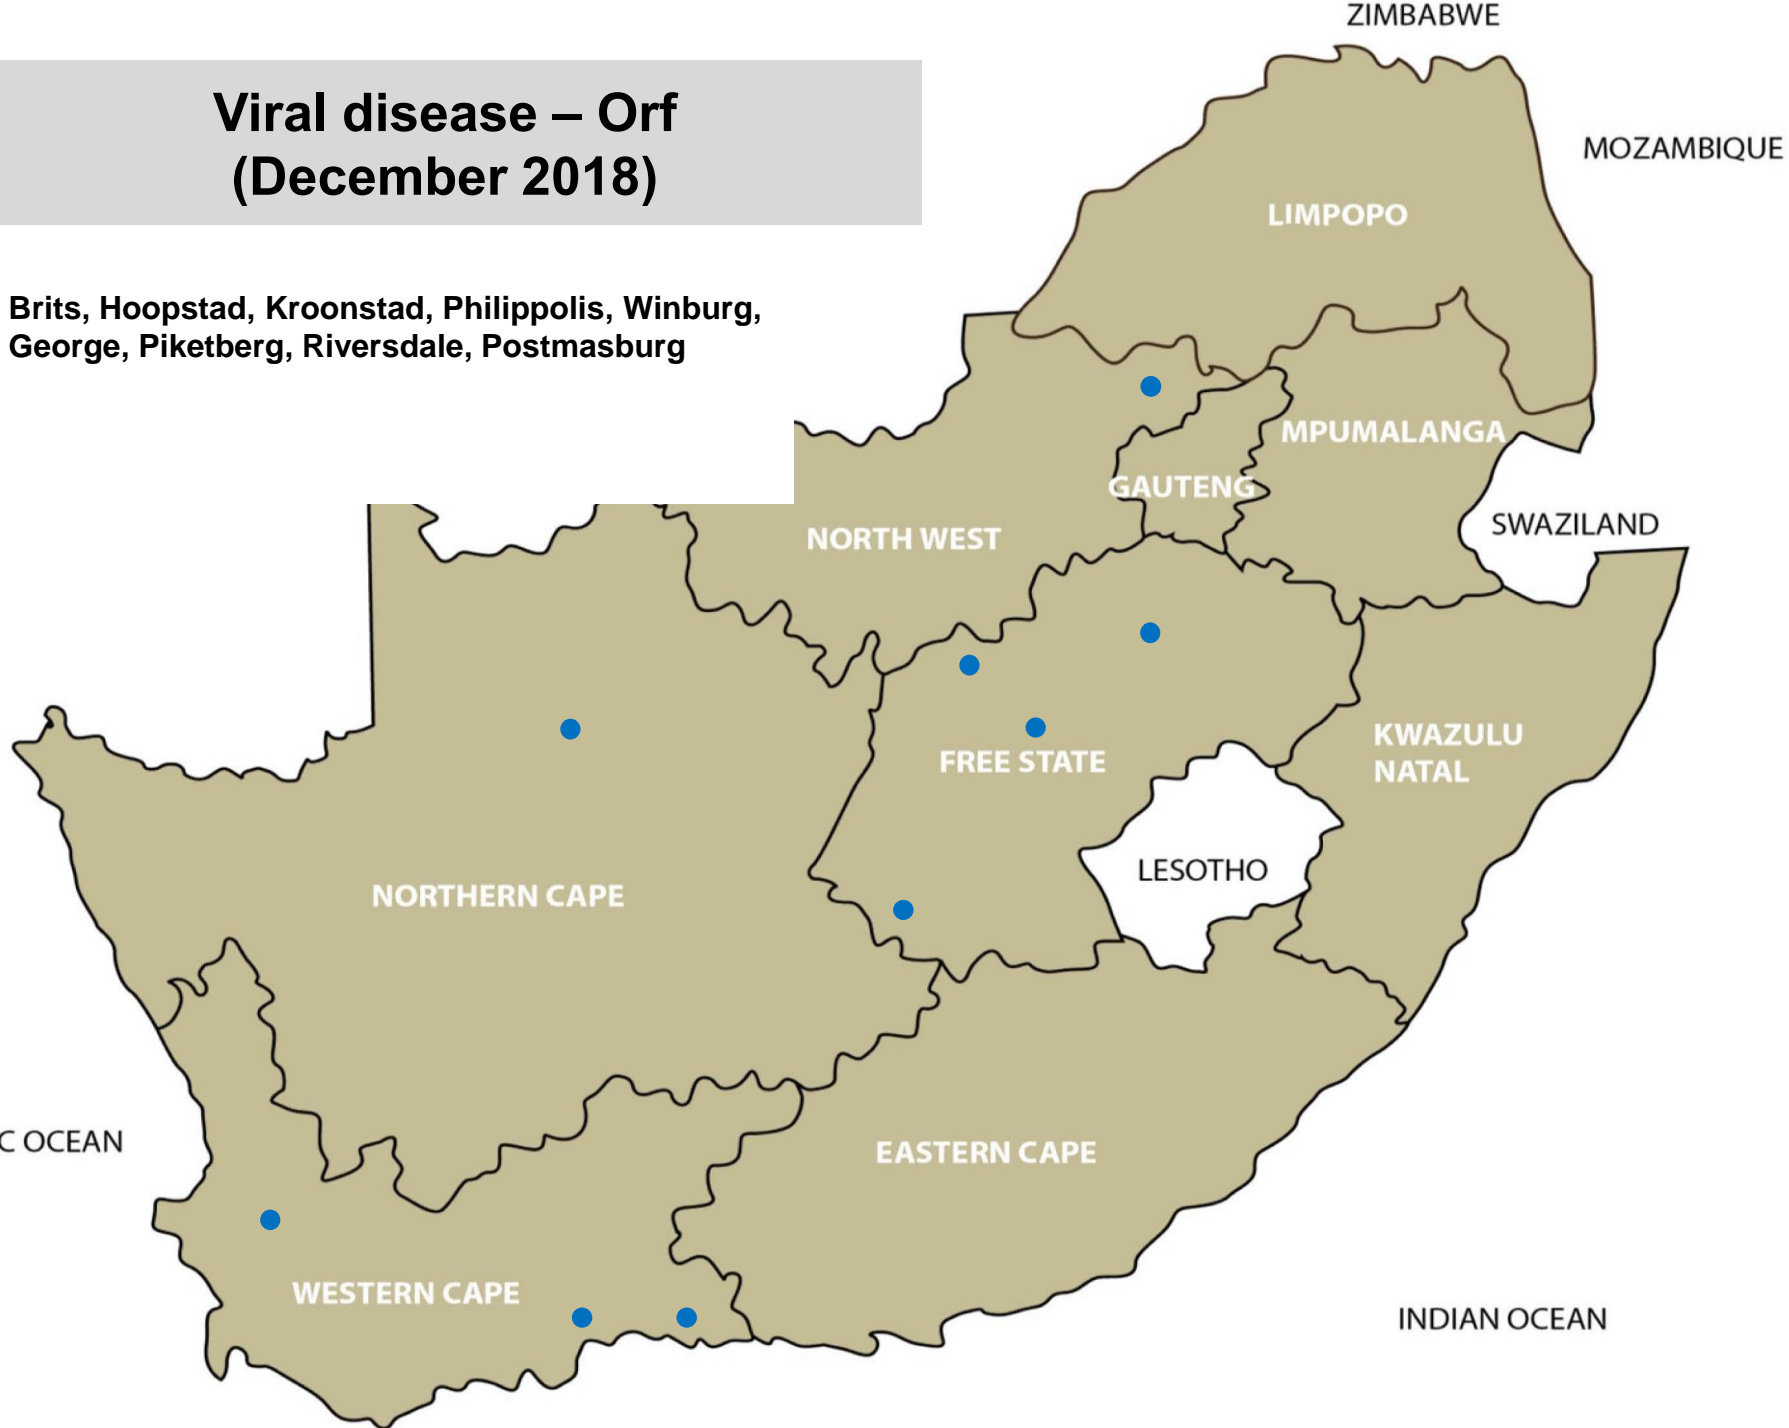 ZIMBABWE
Viral disease – Orf
(December 2018)
MOZAMBIQUE
LIMPOPO
Brits, Hoopstad, Kroonstad, Philippolis, Winburg,
George, Piketberg, Riversdale, Postmasburg
MPUMALANGA
GAUTENG
SWAZILAND
NORTH WEST
KWAZULU
NATAL
FREE STATE
LESOTHO
NORTHERN CAPE
C OCEAN
EASTERN CAPE
WESTERN CAPE
INDIAN OCEAN